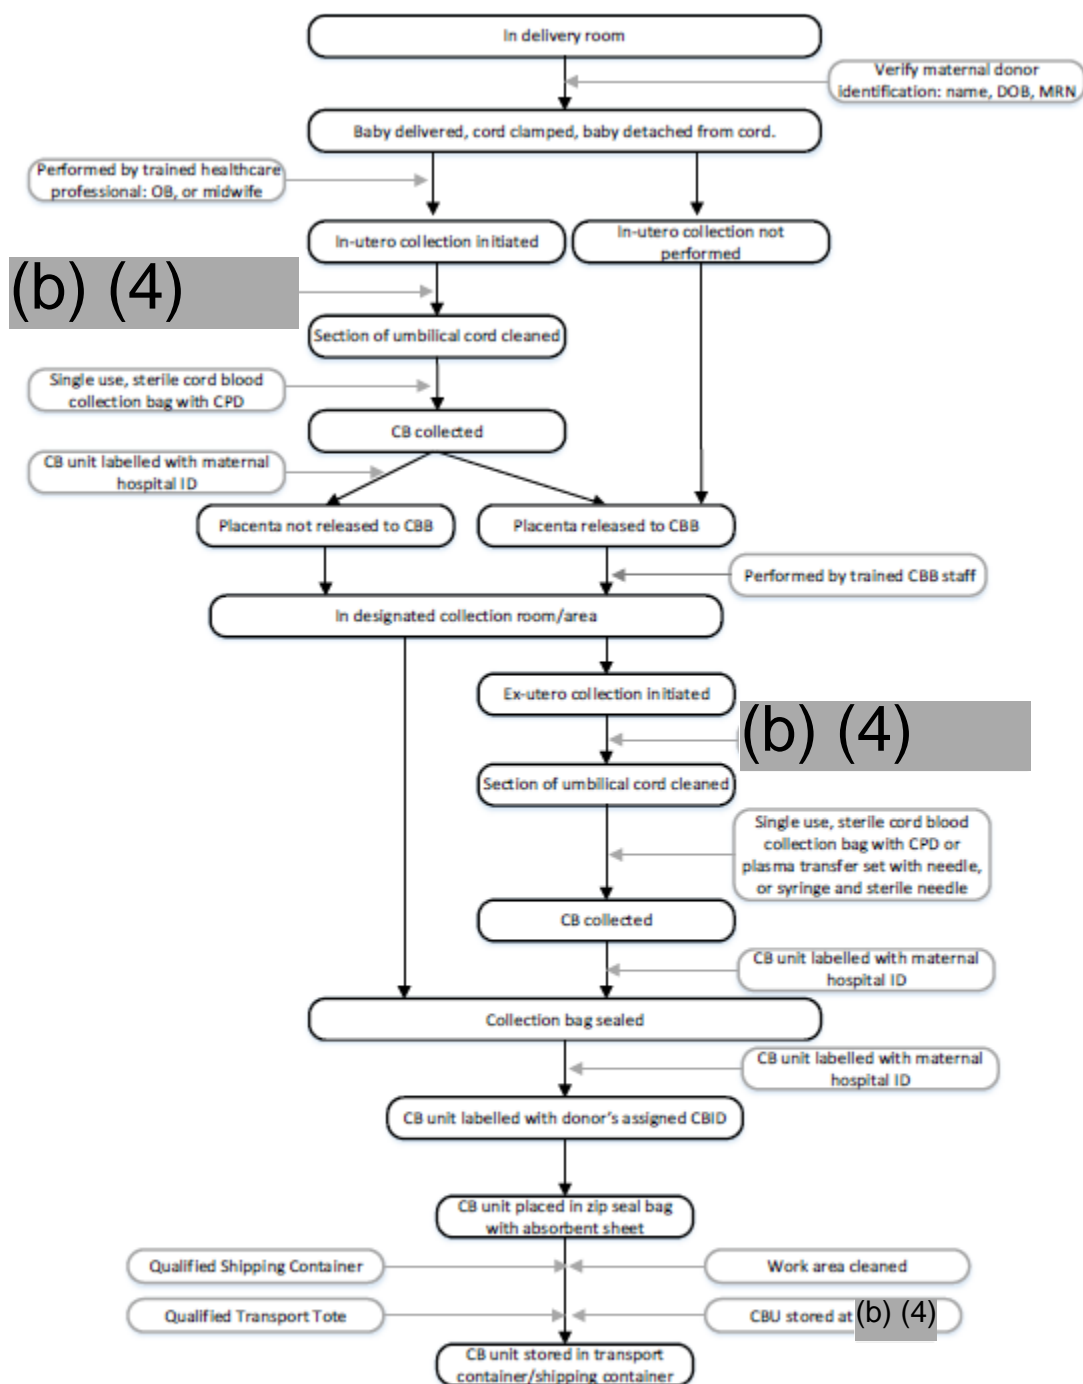 In delivery room
Verify maternal donor
identification: name, DOB, MRN
Baby delivered, cord clamped, baby detached from cord.
Performed by trained healthcare
professional: OB, or midwife
In-utero collection initiated
In-utero collection not
performed
(b) (4)
Section of umbilical cord cleaned
Single use, sterile cord blood
collection bag with CPD
CB collected
CB unit labelled with maternal
hospital ID
Placenta not released to CBB
Placenta released to CBB
Performed by trained CBB staff
In designated collection room/area
Ex-utero collection initiated
(b) (4)
Section of umbilical cord cleaned
Single use, sterile cord blood
collection bag with CPD or
plasma transfer set with needle,
or syringe and sterile needle
CB collected
CB unit labelled with maternal
hospital ID
Collection bag sealed
CB unit labelled with maternal
hospital ID
CB unit labelled with donor's assigned CBID
CB unit placed in zip seal bag
with absorbent sheet
Qualified Shipping Container
Work area cleaned
Qualified Transport Tote
CBU stored at (b) (4)
CB unit stored in transport
container/shipping container